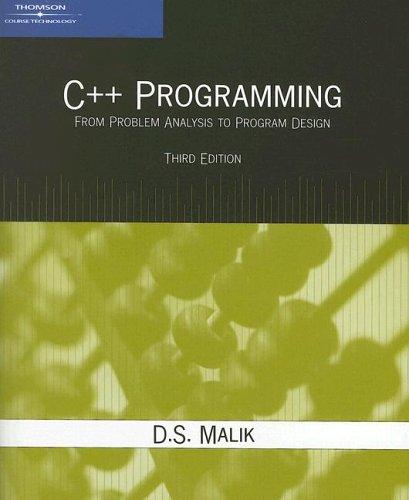 THOMSON
COURSE TECHNOLOGY
C++ PROGRAMMING
FROM PROBLEM ANALYSIS TO PROGRAM DESIGN
THIRD EDITION
D.S. MALIK